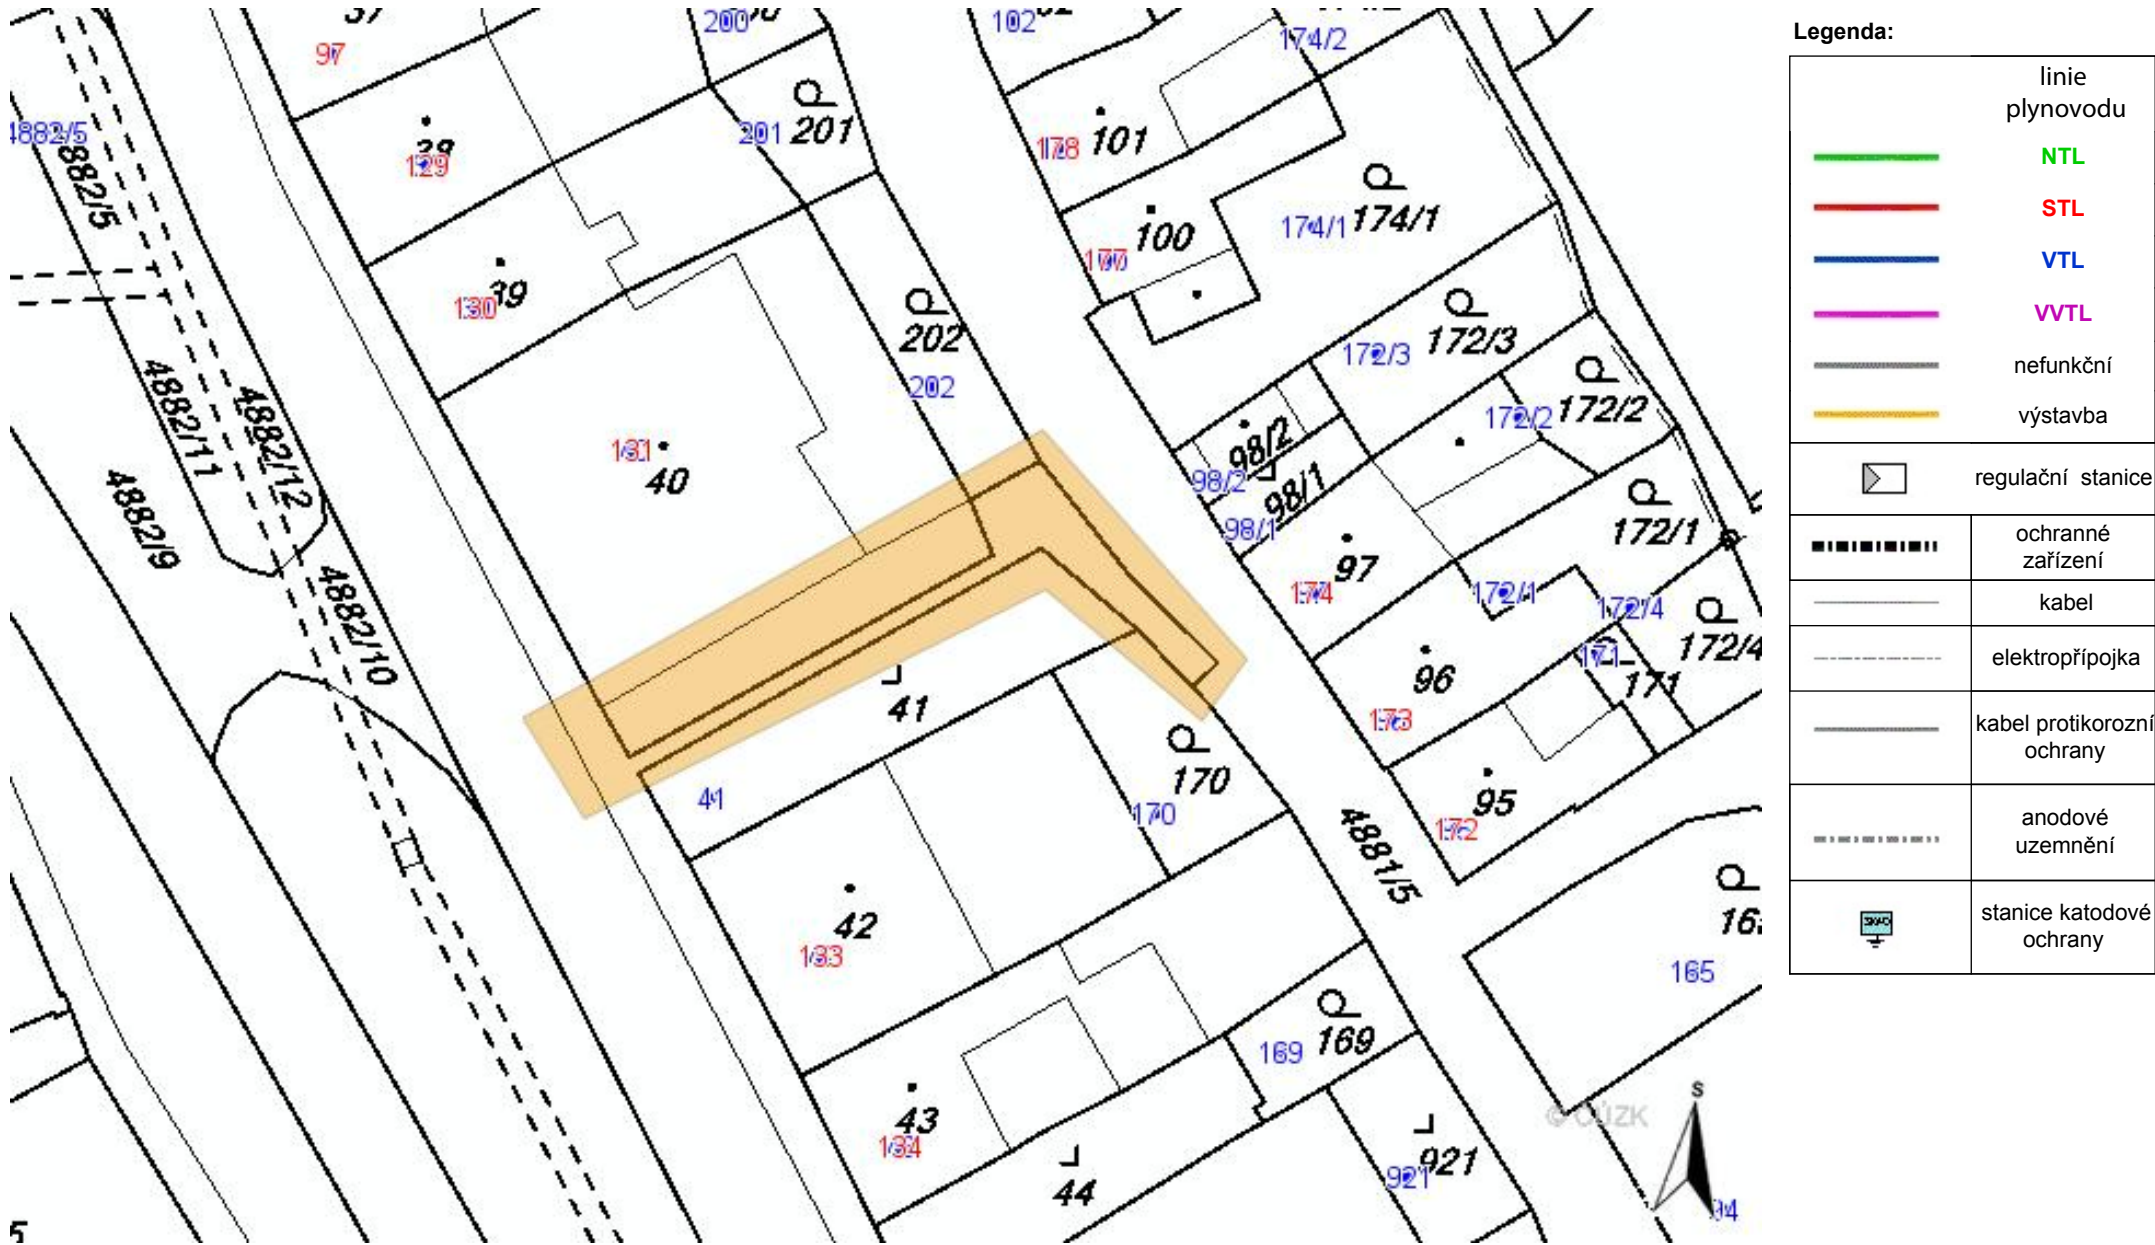 97
200
102
174/2
201
201
4882/5
882/5
129
178
101
100
177
174/1
174/1
130
39
202
202
172/3
172/3
172/2
172/2
4882/11
4882/12
4882/9
4882/10
131
40
98/2
98/2
98/1
98/1
97
174
172/1
172/1
172/4
172/4
96
173
171
171
41
41
170
170
95
172
4881/5
42
133
165
169
169
43
134
44
921
921
© ČÚZK
S
Legenda:
linie
plynovodu
NTL
STL
VTL
VVTL
nefunkční
výstavba
regulační stanice
ochranné
zařízení
kabel
elektropřípojka
kabel protikorozní
ochrany
anodové
uzemnění
stanice katodové
ochrany